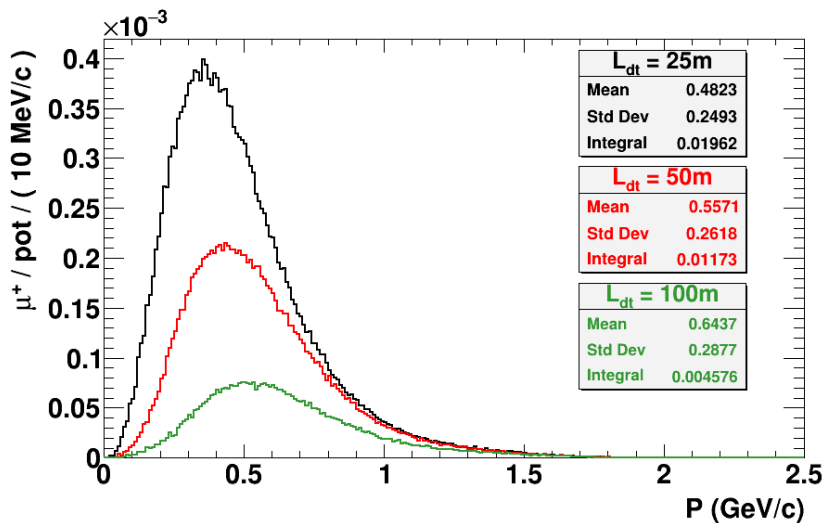 ×10⁻³
μ⁺ / pot / ( 10 MeV/c )
0.4
0.35
0.3
0.25
0.2
0.15
0.1
0.05
0
L_dt = 25m
Mean 0.4823
Std Dev 0.2493
Integral 0.01962
L_dt = 50m
Mean 0.5571
Std Dev 0.2618
Integral 0.01173
L_dt = 100m
Mean 0.6437
Std Dev 0.2877
Integral 0.004576
0 0.5 1 1.5 2 2.5
P (GeV/c)